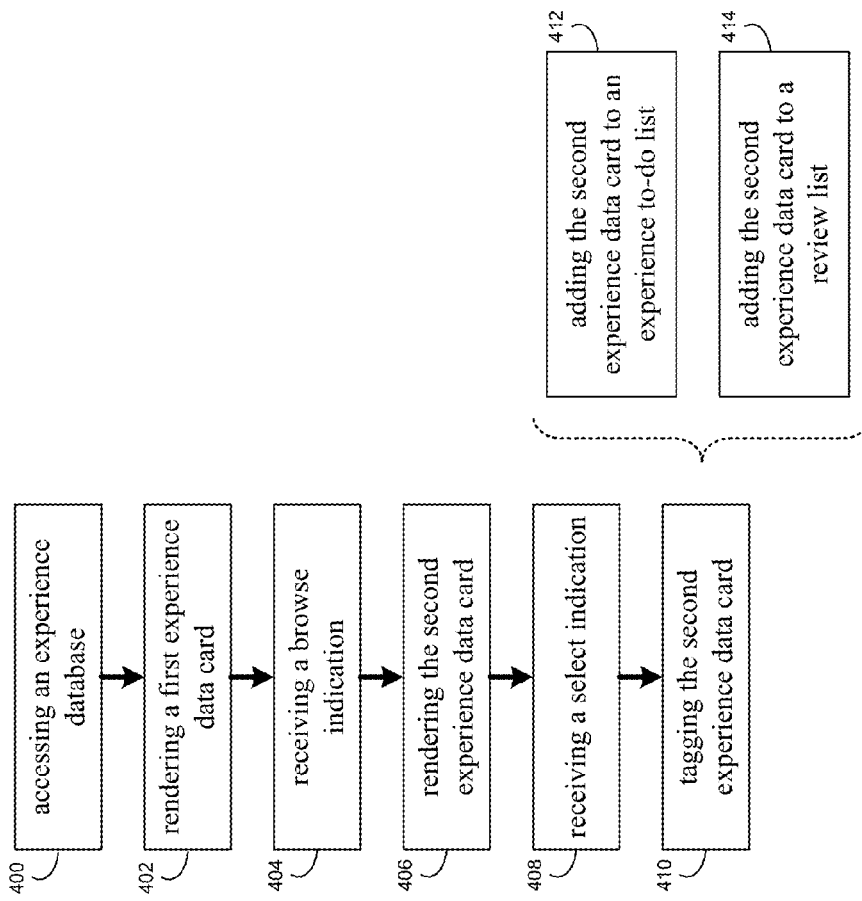 400
accessing an experience
database
402
rendering a first experience
data card
404
receiving a browse
indication
406
rendering the second
experience data card
408
receiving a select indication
410
tagging the second
experience data card
412
adding the second
experience data card to an
experience to-do list
414
adding the second
experience data card to a
review list